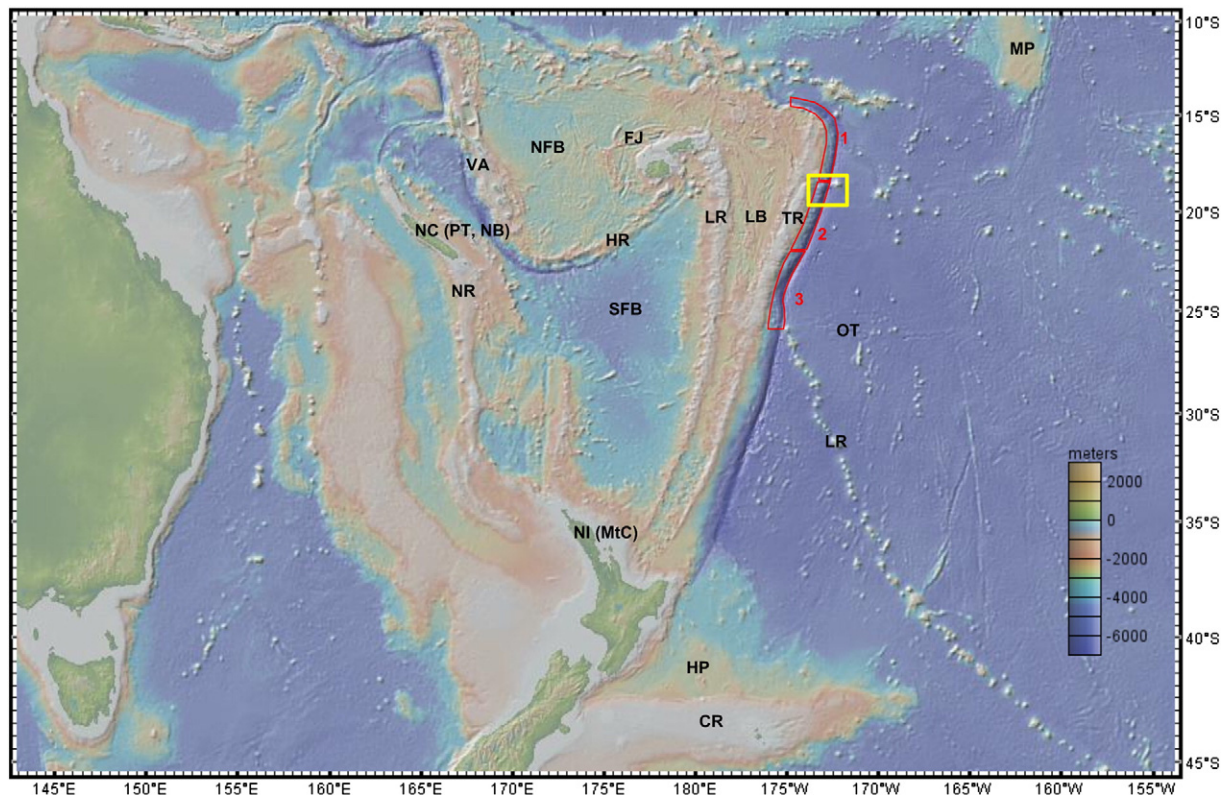 10°S
MP
15°S
1
FJ
NFB
VA
20°S
LR
LB
TR
NC (PT, NB)
2
HR
NR
3
SFB
25°S
OT
30°S
LR
meters
2000
0
35°S
NI (MtC)
-2000
-4000
40°S
-6000
HP
CR
45°S
145°E
150°E
155°E
160°E
165°E
170°E
175°E
180°
175°W
170°W
165°W
160°W
155°W